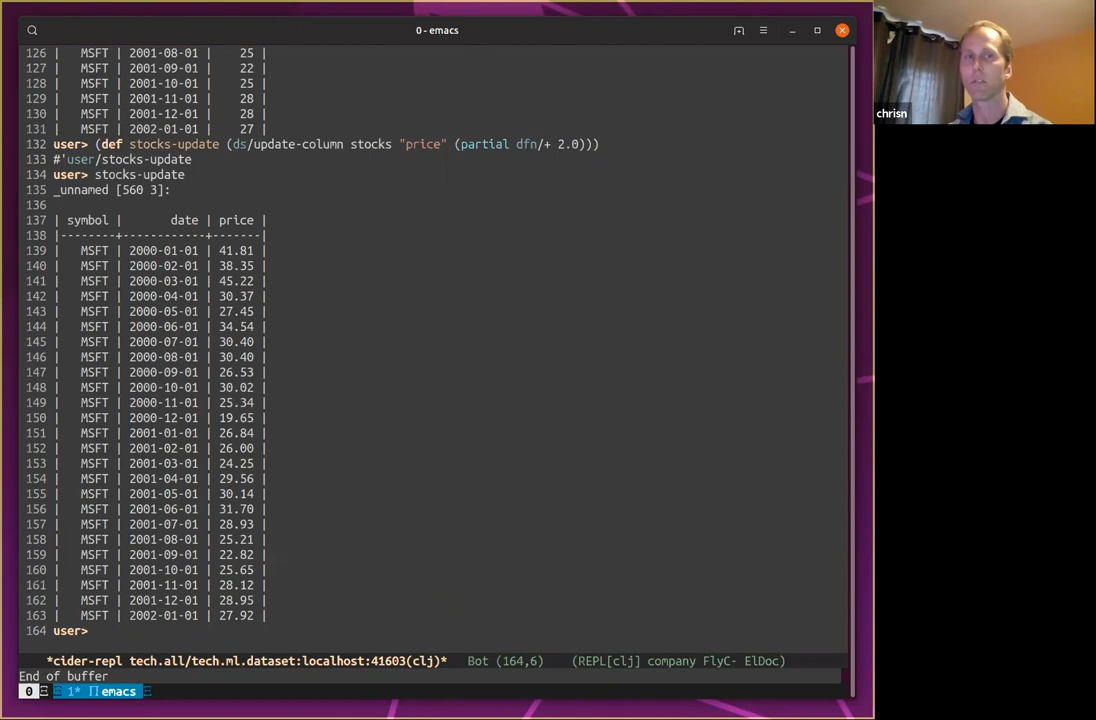 0 - emacs
chrisn
126 |   MSFT | 2001-08-01 |    25 |
127 |   MSFT | 2001-09-01 |    22 |
128 |   MSFT | 2001-10-01 |    25 |
129 |   MSFT | 2001-11-01 |    28 |
130 |   MSFT | 2001-12-01 |    28 |
131 |   MSFT | 2002-01-01 |    27 |
132 user> (def stocks-update (ds/update-column stocks "price" (partial dfn/+ 2.0)))
133 #'user/stocks-update
134 user> stocks-update
135 _unnamed [560 3]:
136
137 | symbol |       date | price |
138 |--------+------------+-------|
139 |   MSFT | 2000-01-01 | 41.81 |
140 |   MSFT | 2000-02-01 | 38.35 |
141 |   MSFT | 2000-03-01 | 45.22 |
142 |   MSFT | 2000-04-01 | 30.37 |
143 |   MSFT | 2000-05-01 | 27.45 |
144 |   MSFT | 2000-06-01 | 34.54 |
145 |   MSFT | 2000-07-01 | 30.40 |
146 |   MSFT | 2000-08-01 | 30.40 |
147 |   MSFT | 2000-09-01 | 26.53 |
148 |   MSFT | 2000-10-01 | 30.02 |
149 |   MSFT | 2000-11-01 | 25.34 |
150 |   MSFT | 2000-12-01 | 19.65 |
151 |   MSFT | 2001-01-01 | 26.84 |
152 |   MSFT | 2001-02-01 | 26.00 |
153 |   MSFT | 2001-03-01 | 24.25 |
154 |   MSFT | 2001-04-01 | 29.56 |
155 |   MSFT | 2001-05-01 | 30.14 |
156 |   MSFT | 2001-06-01 | 31.70 |
157 |   MSFT | 2001-07-01 | 28.93 |
158 |   MSFT | 2001-08-01 | 25.21 |
159 |   MSFT | 2001-09-01 | 22.82 |
160 |   MSFT | 2001-10-01 | 25.65 |
161 |   MSFT | 2001-11-01 | 28.12 |
162 |   MSFT | 2001-12-01 | 28.95 |
163 |   MSFT | 2002-01-01 | 27.92 |
164 user>
*cider-repl tech.all/tech.ml.dataset:localhost:41603(clj)*   Bot (164,6)   (REPL[clj] company FlyC- ElDoc)
End of buffer
0 1* emacs